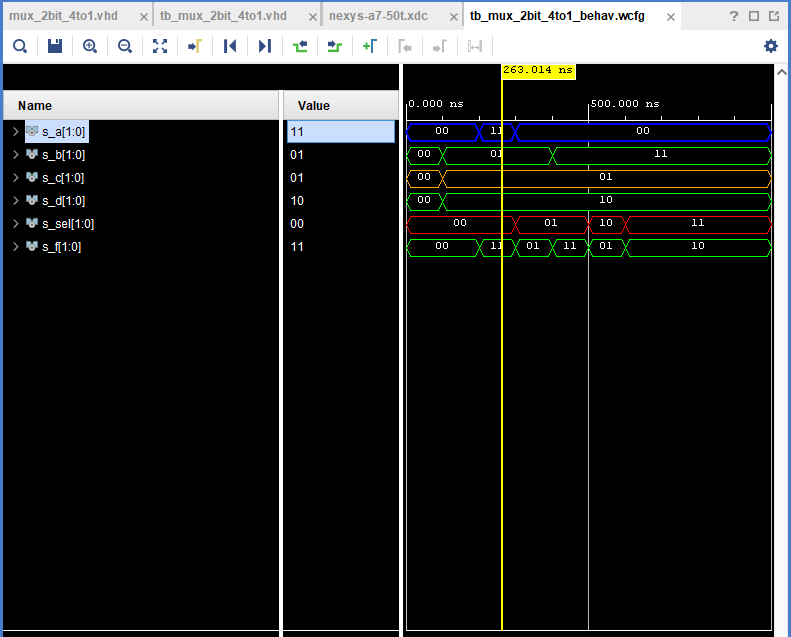 mux_2bit_4to1.vhd × tb_mux_2bit_4to1.vhd × nexys-a7-50t.xdc × tb_mux_2bit_4to1_behav.wcfg × ?
263.014 ns
Name Value 0.000 ns 500.000 ns
s_a[1:0] 11 00 11 00
s_b[1:0] 01 00 01 11
s_c[1:0] 01 00 01
s_d[1:0] 10 00 10
s_sel[1:0] 00 00 01 10 11
s_f[1:0] 11 00 11 01 11 01 10